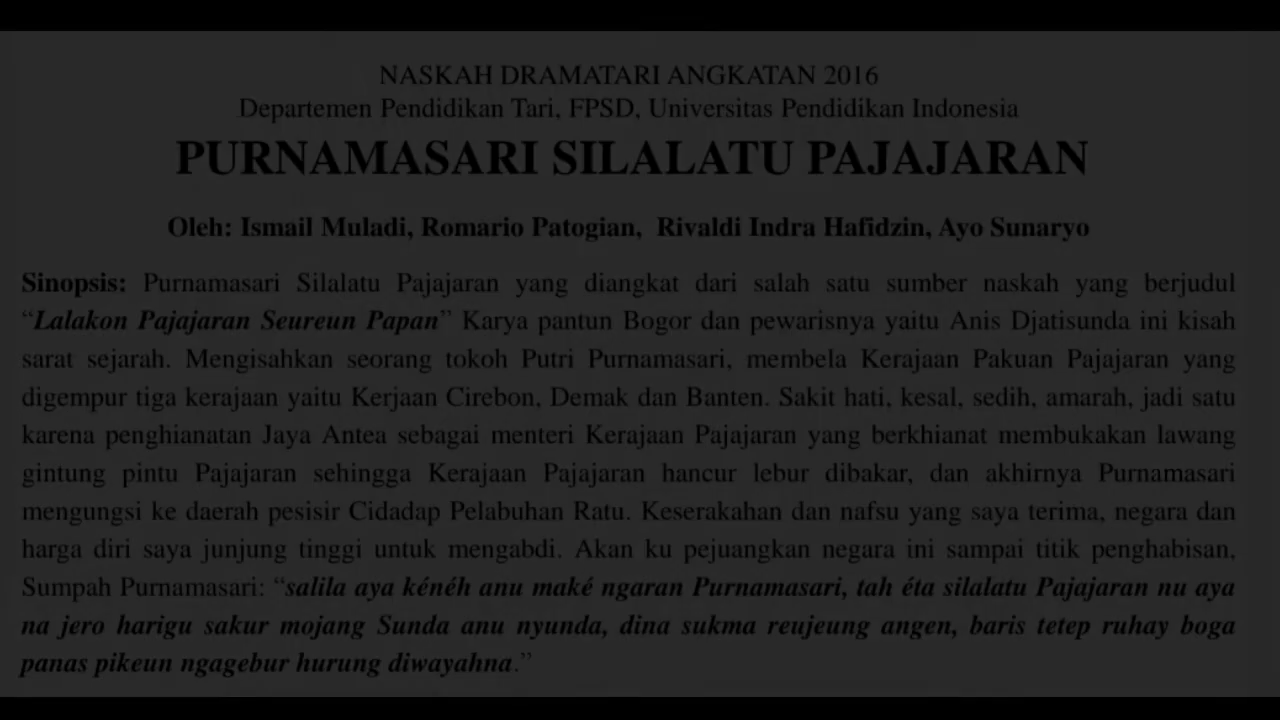 NASKAH DRAMATARI ANGKATAN 2016
Departemen Pendidikan Tari, FPSD, Universitas Pendidikan Indonesia
PURNAMASARI SILALATU PAJAJARAN
Oleh: Ismail Muladi, Romario Patogian, Rivaldi Indra Hafidzin, Ayo Sunaryo
Sinopsis: Purnamasari Silalatu Pajajaran yang diangkat dari salah satu sumber naskah yang berjudul
“Lalakon Pajajaran Seureun Papan” Karya pantun Bogor dan pewarisnya yaitu Anis Djatisunda ini kisah
sarat sejarah. Mengisahkan seorang tokoh Putri Purnamasari, membela Kerajaan Pakuan Pajajaran yang
digempur tiga kerajaan yaitu Kerjaan Cirebon, Demak dan Banten. Sakit hati, kesal, sedih, amarah, jadi satu
karena penghianatan Jaya Antea sebagai menteri Kerajaan Pajajaran yang berkhianat membukakan lawang
gintung pintu Pajajaran sehingga Kerajaan Pajajaran hancur lebur dibakar, dan akhirnya Purnamasari
mengungsi ke daerah pesisir Cidadap Pelabuhan Ratu. Keserakahan dan nafsu yang saya terima, negara dan
harga diri saya junjung tinggi untuk mengabdi. Akan ku pejuangkan negara ini sampai titik penghabisan,
Sumpah Purnamasari: “salila aya kénéh anu maké ngaran Purnamasari, tah éta silalatu Pajajaran nu aya
na jero harigu sakur mojang Sunda anu nyunda, dina sukma reujeung angen, baris tetep ruhay boga
panas pikeun ngagebur hurung diwayahna.”